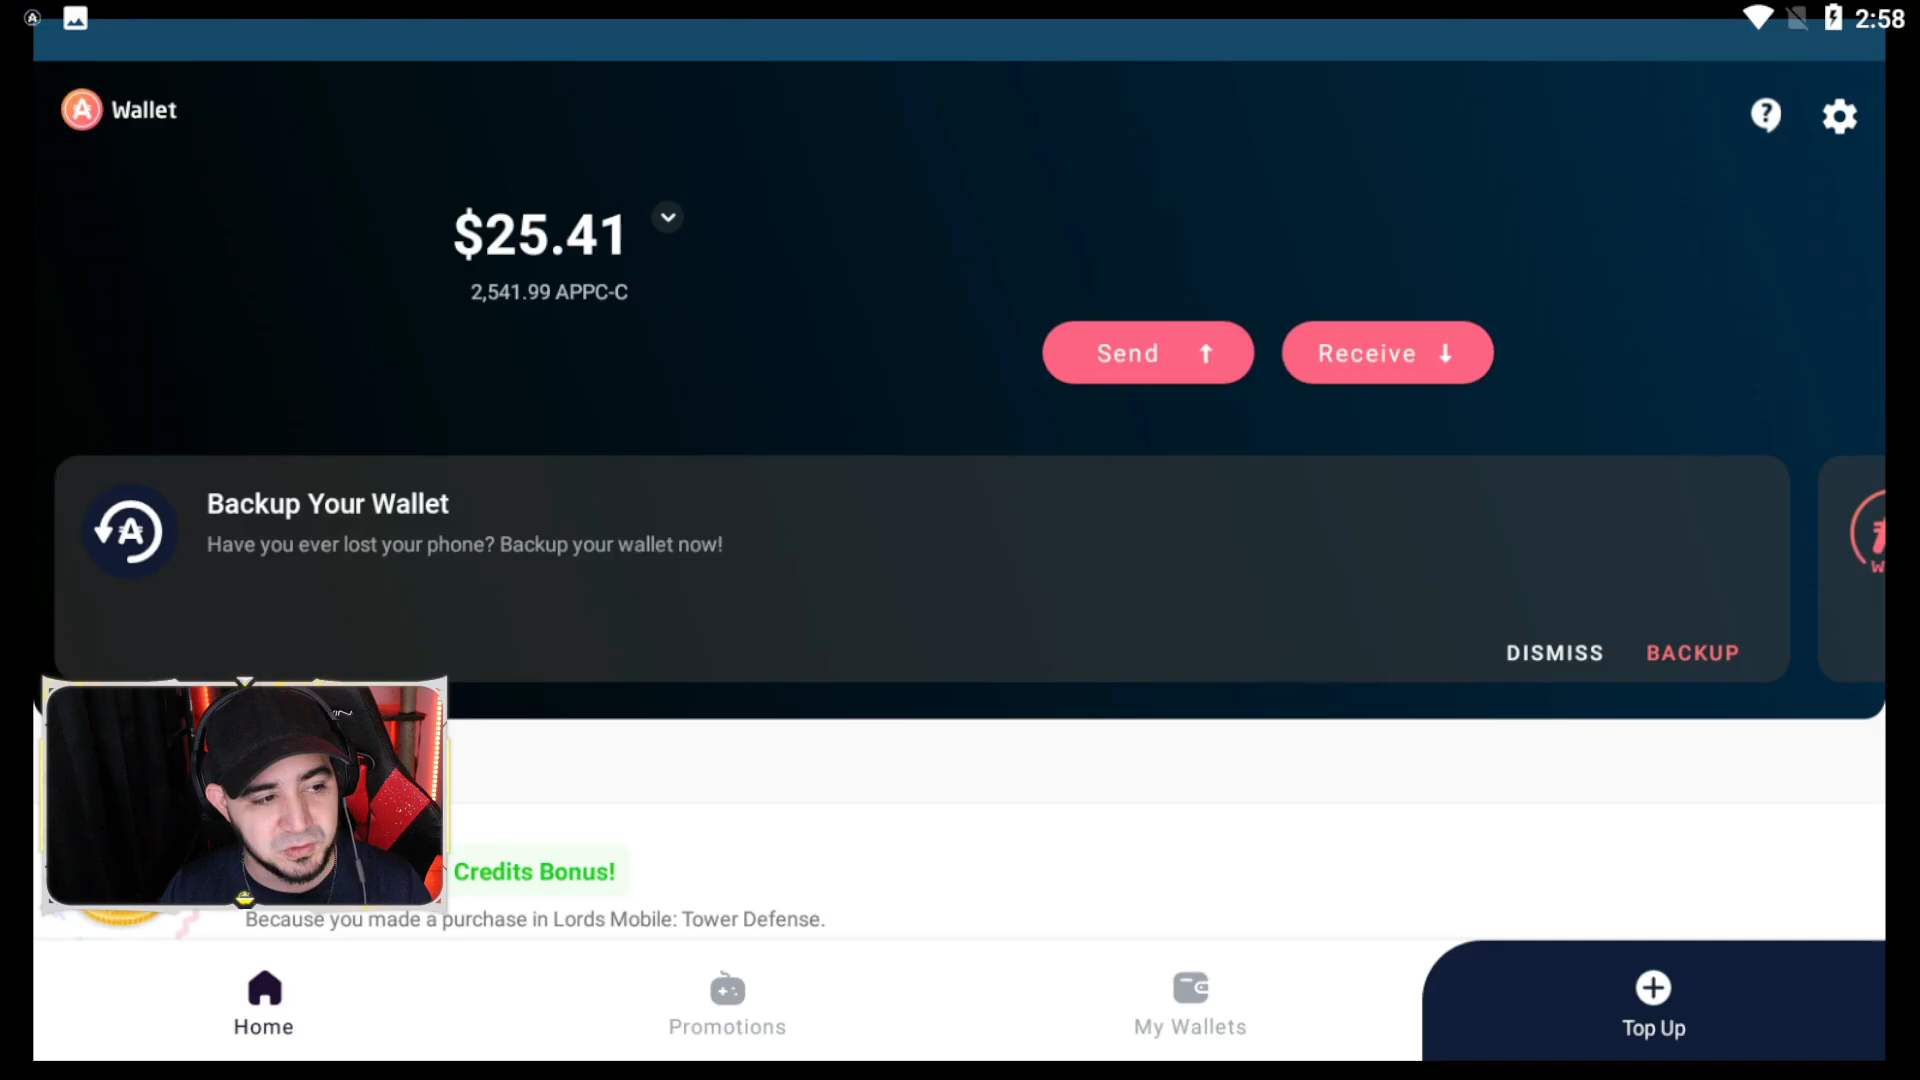 2:58
Wallet
$25.41
2,541.99 APPC-C
Send
Receive
Backup Your Wallet
Have you ever lost your phone? Backup your wallet now!
DISMISS BACKUP
Credits Bonus!
Because you made a purchase in Lords Mobile: Tower Defense.
Home
Promotions
My Wallets
Top Up